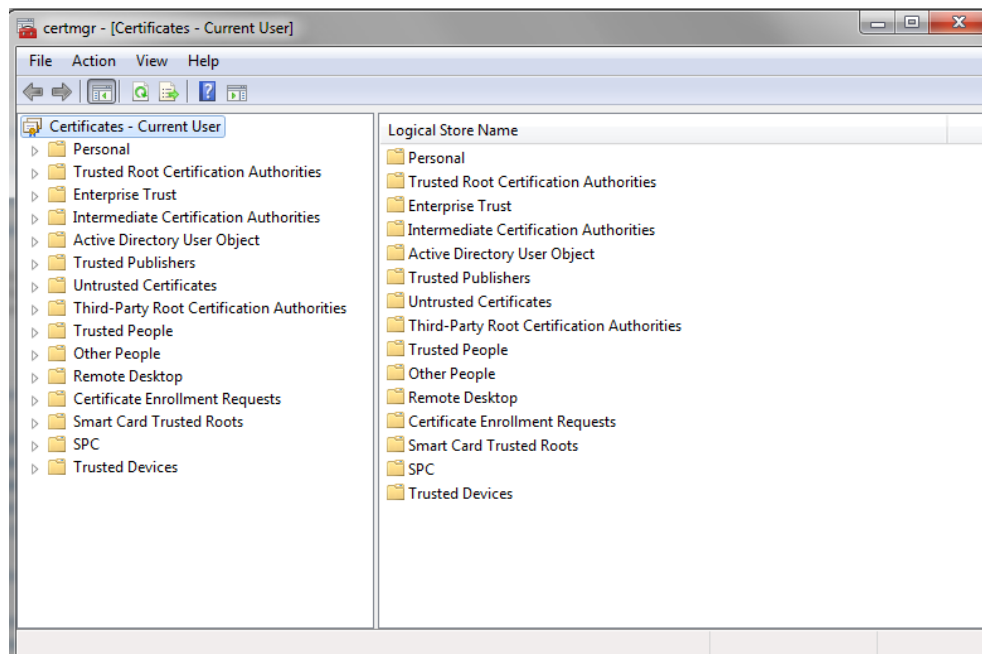 certmgr - [Certificates - Current User]
File Action View Help
Certificates - Current User
Personal
Trusted Root Certification Authorities
Enterprise Trust
Intermediate Certification Authorities
Active Directory User Object
Trusted Publishers
Untrusted Certificates
Third-Party Root Certification Authorities
Trusted People
Other People
Remote Desktop
Certificate Enrollment Requests
Smart Card Trusted Roots
SPC
Trusted Devices
Logical Store Name
Personal
Trusted Root Certification Authorities
Enterprise Trust
Intermediate Certification Authorities
Active Directory User Object
Trusted Publishers
Untrusted Certificates
Third-Party Root Certification Authorities
Trusted People
Other People
Remote Desktop
Certificate Enrollment Requests
Smart Card Trusted Roots
SPC
Trusted Devices